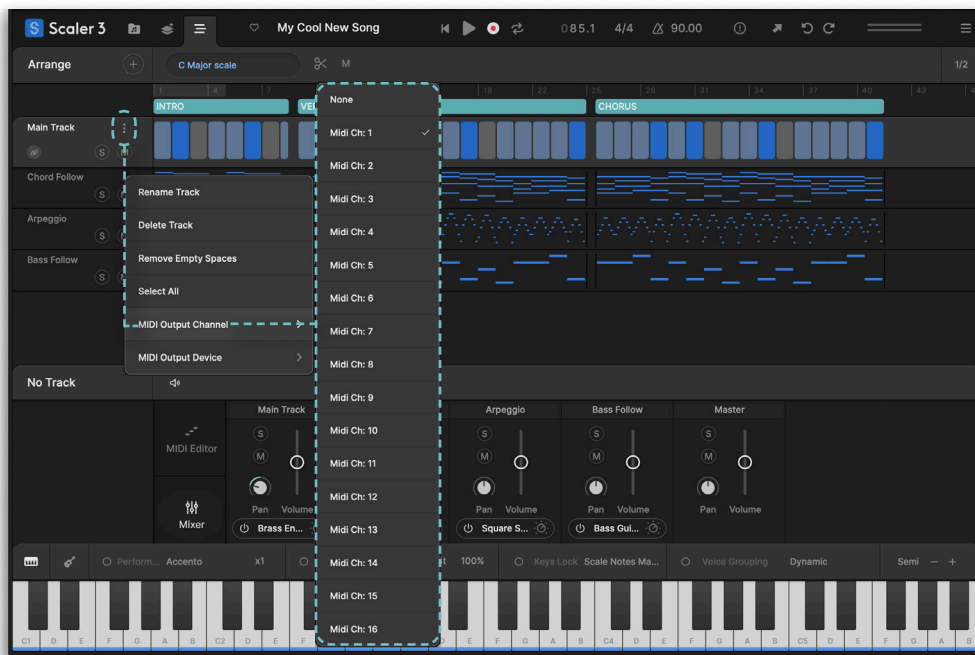 S Scaler 3
My Cool New Song
085.1 4/4 90.00
Arrange
C Major scale
M
1/2
1 4 7 19 22 25 28 31 34 37 40 43
INTRO
CHORUS
Main Track
S M
Chord Follow
S
Arpeggio
S
Bass Follow
S
Rename Track
Delete Track
Remove Empty Spaces
Select All
MIDI Output Channel
MIDI Output Device
None
Midi Ch: 1
Midi Ch: 2
Midi Ch: 3
Midi Ch: 4
Midi Ch: 5
Midi Ch: 6
Midi Ch: 7
Midi Ch: 8
Midi Ch: 9
Midi Ch: 10
Midi Ch: 11
Midi Ch: 12
Midi Ch: 13
Midi Ch: 14
Midi Ch: 15
Midi Ch: 16
No Track
MIDI Editor
Mixer
Main Track Arpeggio Bass Follow Master
S S S S
M M M M
Pan Volume Pan Volume Pan Volume Pan Volume
Brass En... Square S... Bass Gui...
Perform... Accento x1 100% Keys Lock Scale Notes Ma... Voice Grouping Dynamic Semi − +
C1 D E F G A B C2 D E F E F G A B C4 D E F G A B C5 D E F G A B